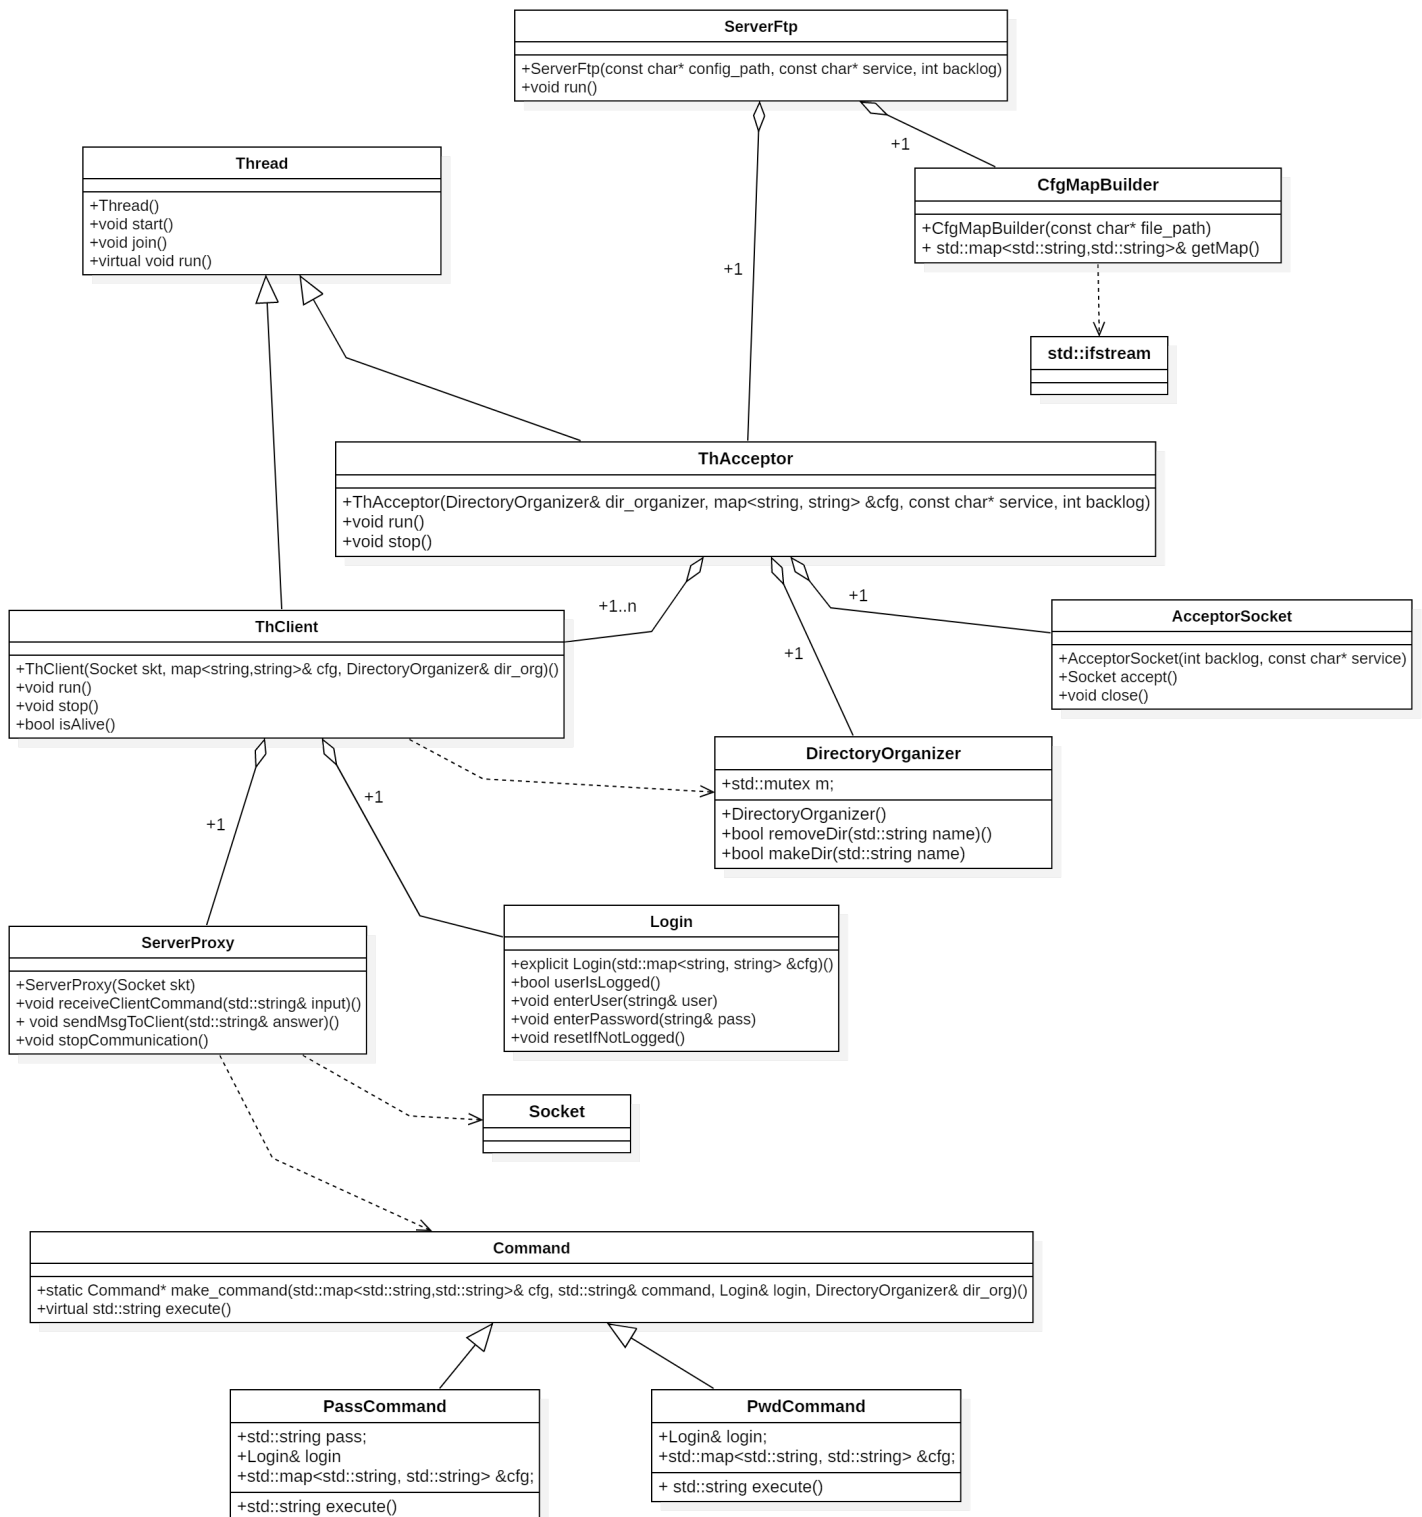 ServerFtp
+ServerFtp(const char* config_path, const char* service, int backlog)
+void run()
+1
Thread
+Thread()
+void start()
+void join()
+virtual void run()
CfgMapBuilder
+CfgMapBuilder(const char* file_path)
+ std::map<std::string,std::string>& getMap()
+1
std::ifstream
ThAcceptor
+ThAcceptor(DirectoryOrganizer& dir_organizer, map<string, string> &cfg, const char* service, int backlog)
+void run()
+void stop()
+1..n
+1
+1
ThClient
+ThClient(Socket skt, map<string,string>& cfg, DirectoryOrganizer& dir_org)()
+void run()
+void stop()
+bool isAlive()
AcceptorSocket
+AcceptorSocket(int backlog, const char* service)
+Socket accept()
+void close()
DirectoryOrganizer
+std::mutex m;
+DirectoryOrganizer()
+bool removeDir(std::string name)()
+bool makeDir(std::string name)
+1
+1
ServerProxy
+ServerProxy(Socket skt)
+void receiveClientCommand(std::string& input)()
+ void sendMsgToClient(std::string& answer)()
+void stopCommunication()
Login
+explicit Login(std::map<string, string> &cfg)()
+bool userIsLogged()
+void enterUser(string& user)
+void enterPassword(string& pass)
+void resetIfNotLogged()
Socket
Command
+static Command* make_command(std::map<std::string,std::string>& cfg, std::string& command, Login& login, DirectoryOrganizer& dir_org)()
+virtual std::string execute()
PassCommand
+std::string pass;
+Login& login
+std::map<std::string, std::string> &cfg;
+std::string execute()
PwdCommand
+Login& login;
+std::map<std::string, std::string> &cfg;
+ std::string execute()